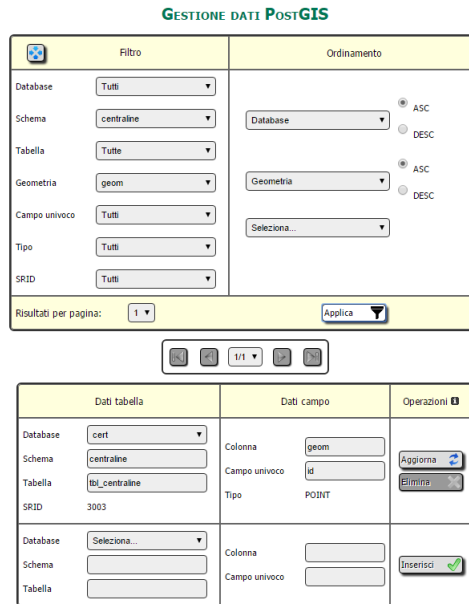 Gestione dati PostGIS
Filtro
Ordinamento
Database Tutti
Schema centraline
Tabella Tutte
Geometria geom
Campo univoco Tutti
Tipo Tutti
SRID Tutti
Database
ASC
DESC
Geometria
ASC
DESC
Seleziona...
Risultati per pagina: 1
Applica
1/1
Dati tabella
Dati campo
Operazioni
Database cert
Schema centraline
Tabella tbl_centraline
SRID 3003
Colonna geom
Campo univoco id
Tipo POINT
Aggiorna
Elimina
Database Seleziona...
Schema
Tabella
Colonna
Campo univoco
Inserisci